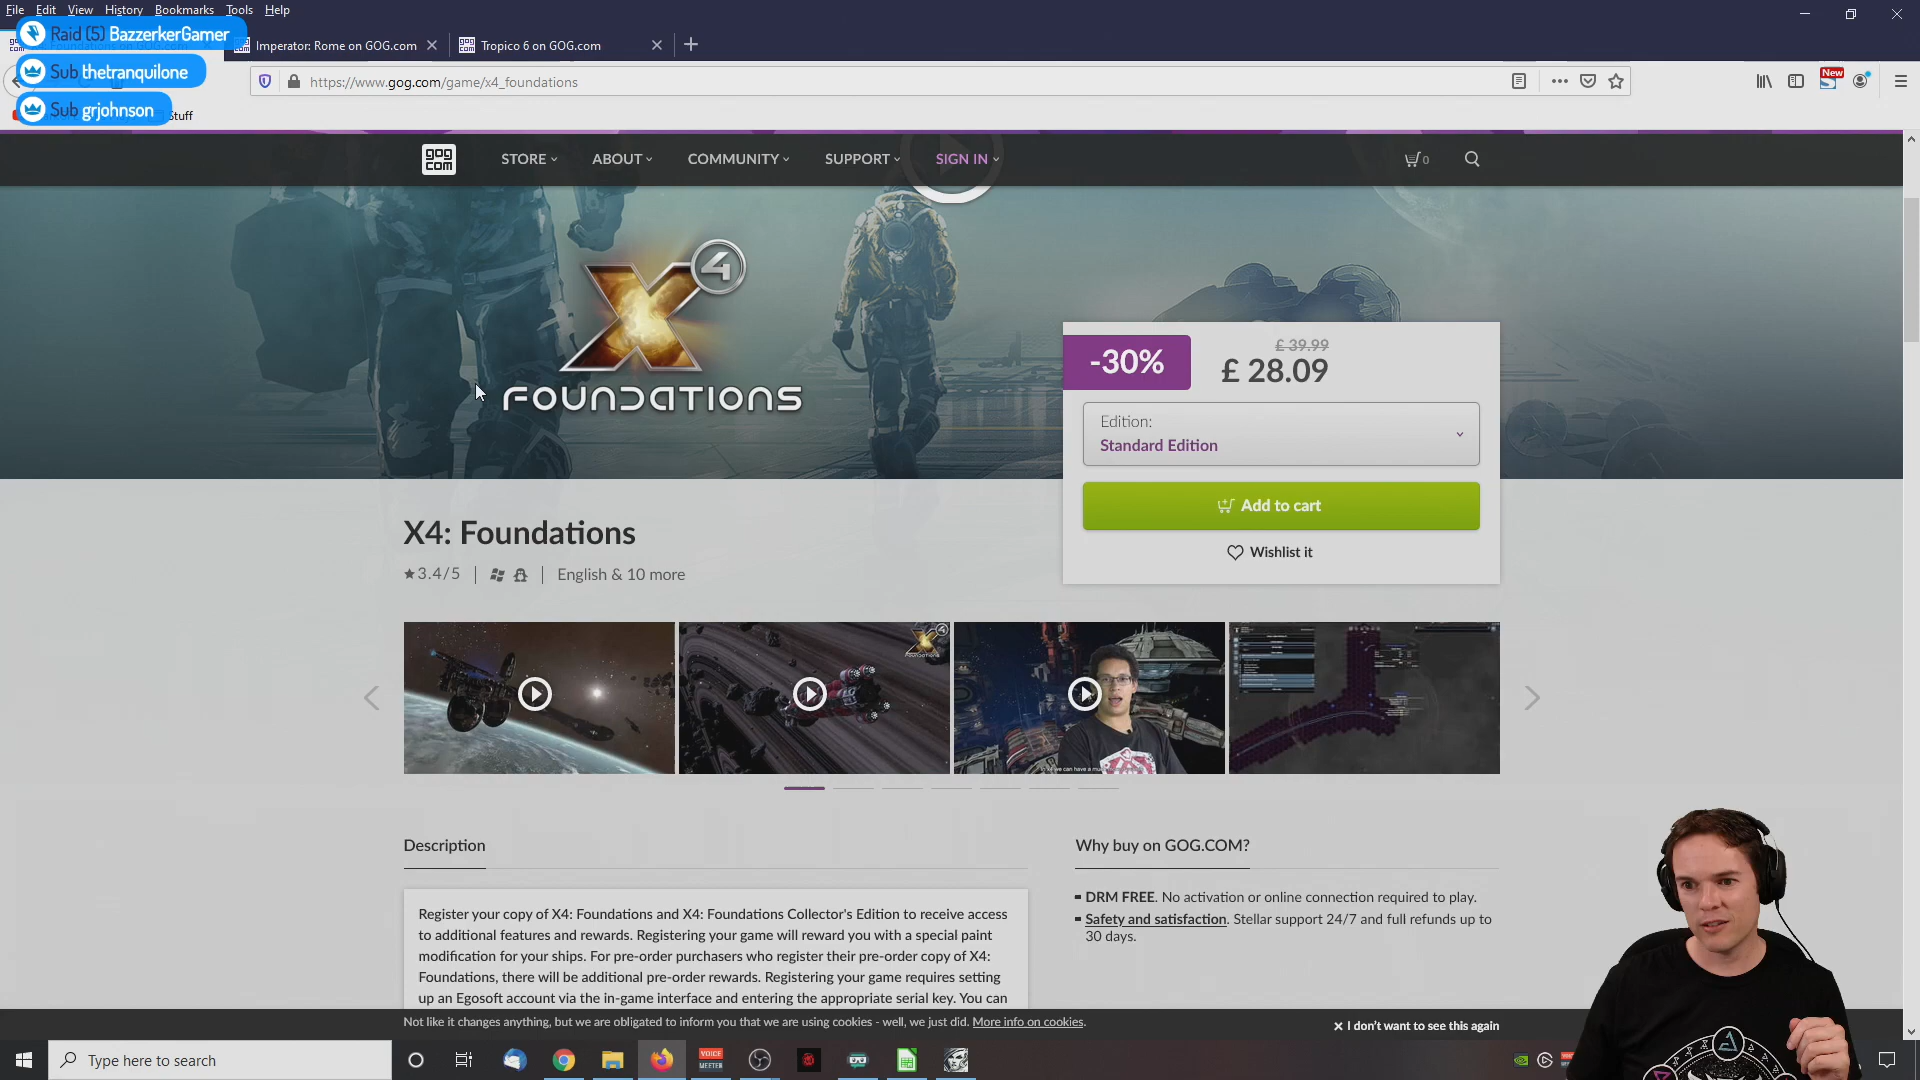 File Edit View History Bookmarks Tools Help
Raid (5) BazzerkerGamer
Imperator: Rome on GOG.com
Tropico 6 on GOG.com
Sub thetranquilone
https://www.gog.com/game/x4_foundations
New
Sub grjohnson
Stuff
gog com
STORE
ABOUT
COMMUNITY
SUPPORT
SIGN IN
0
X4
FOUNDATIONS
-30%
£ 39.99
£ 28.09
Edition:
Standard Edition
Add to cart
Wishlist it
X4: Foundations
3.4/5
English & 10 more
Description
Why buy on GOG.COM?
DRM FREE. No activation or online connection required to play.
Safety and satisfaction. Stellar support 24/7 and full refunds up to
30 days.
Register your copy of X4: Foundations and X4: Foundations Collector's Edition to receive access
to additional features and rewards. Registering your game will reward you with a special paint
modification for your ships. For pre-order purchasers who register their pre-order copy of X4:
Foundations, there will be additional pre-order rewards. Registering your game requires setting
up an Egosoft account via the in-game interface and entering the appropriate serial key. You can
Not like it changes anything, but we are obligated to inform you that we are using cookies - well, we just did. More info on cookies.
I don't want to see this again
Type here to search
VOICE
MEETER